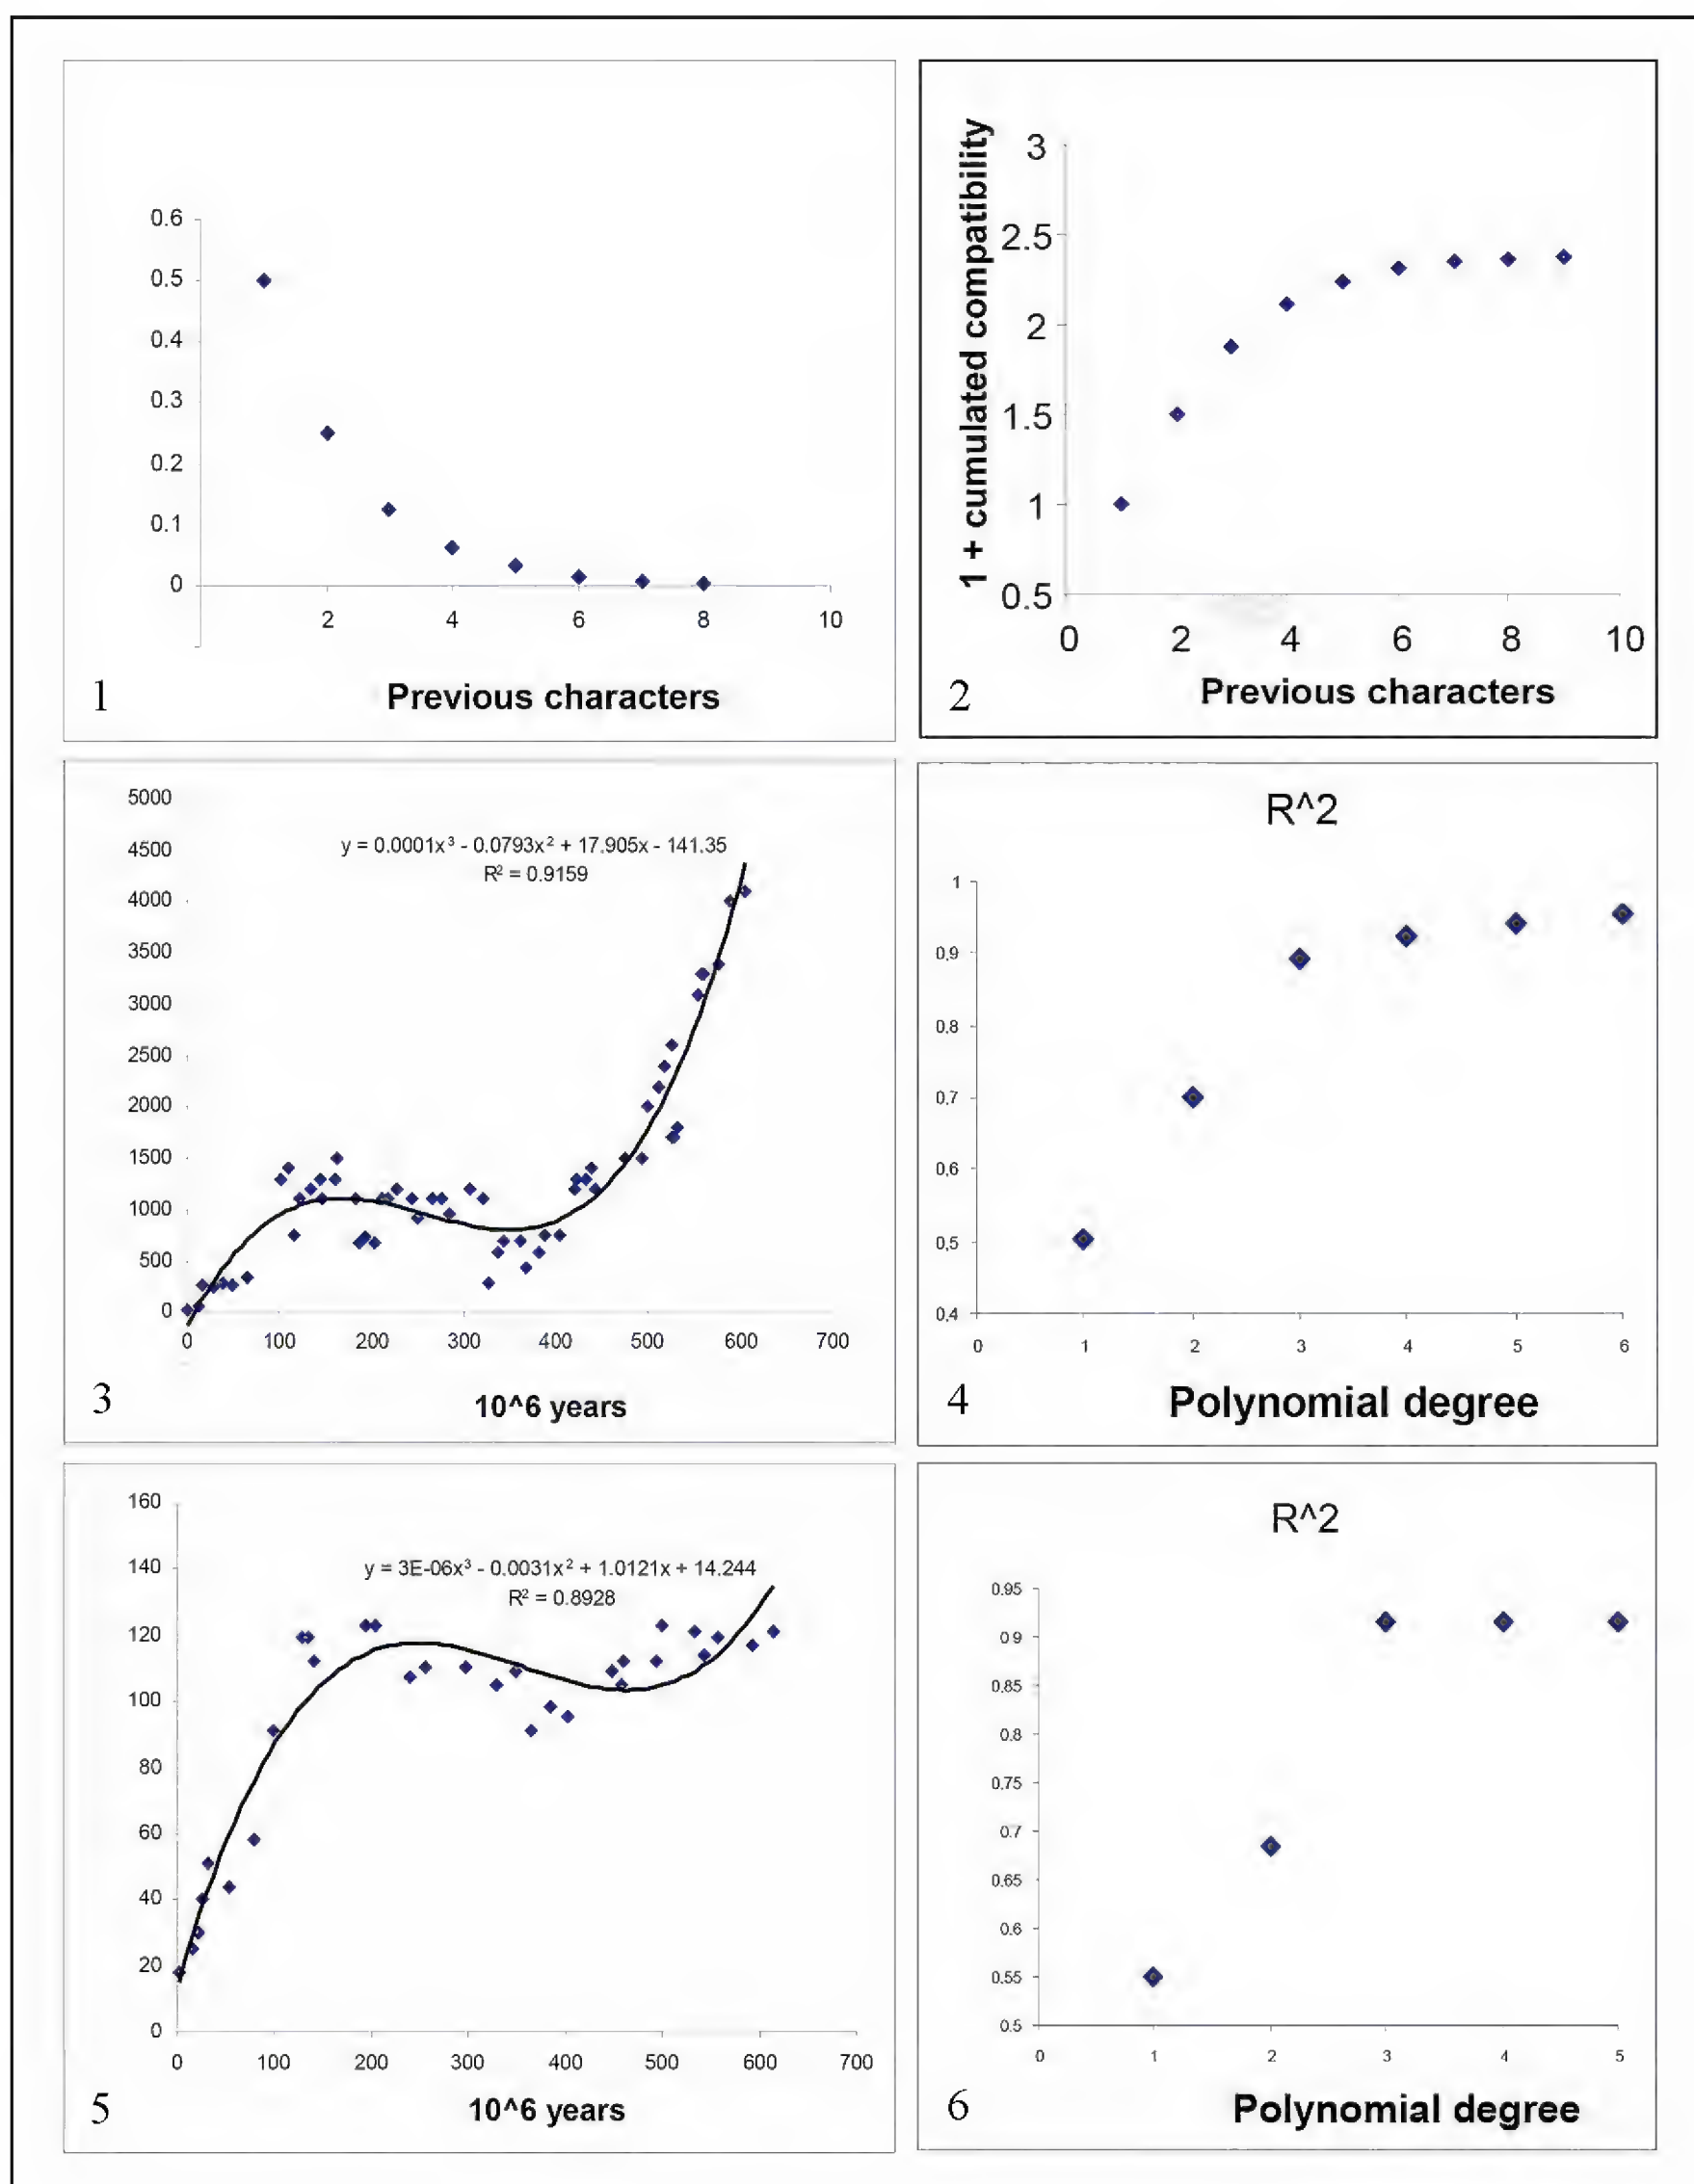 0.6
0.5
0.4
0.3
0.2
0.1
0
2 4 6 8 10
Previous characters
1
1 + cumulated compatibility
3
2.5
2
1.5
1
0.5
0 2 4 6 8 10
Previous characters
2
5000
4500
4000
3500
3000
2500
2000
1500
1000
500
0
y = 0.0001x³ - 0.0793x² + 17.905x - 141.35
R² = 0.9159
0 100 200 300 400 500 600 700
10^6 years
3
R^2
1
0.9
0.8
0.7
0.6
0.5
0.4
0 1 2 3 4 5 6
Polynomial degree
4
160
140
120
100
80
60
40
20
0
y = 3E-06x³ - 0.0031x² + 1.0121x + 14.244
R² = 0.8928
0 100 200 300 400 500 600 700
10^6 years
5
R^2
0.95
0.9
0.85
0.8
0.75
0.7
0.65
0.6
0.55
0.5
0 1 2 3 4 5
Polynomial degree
6